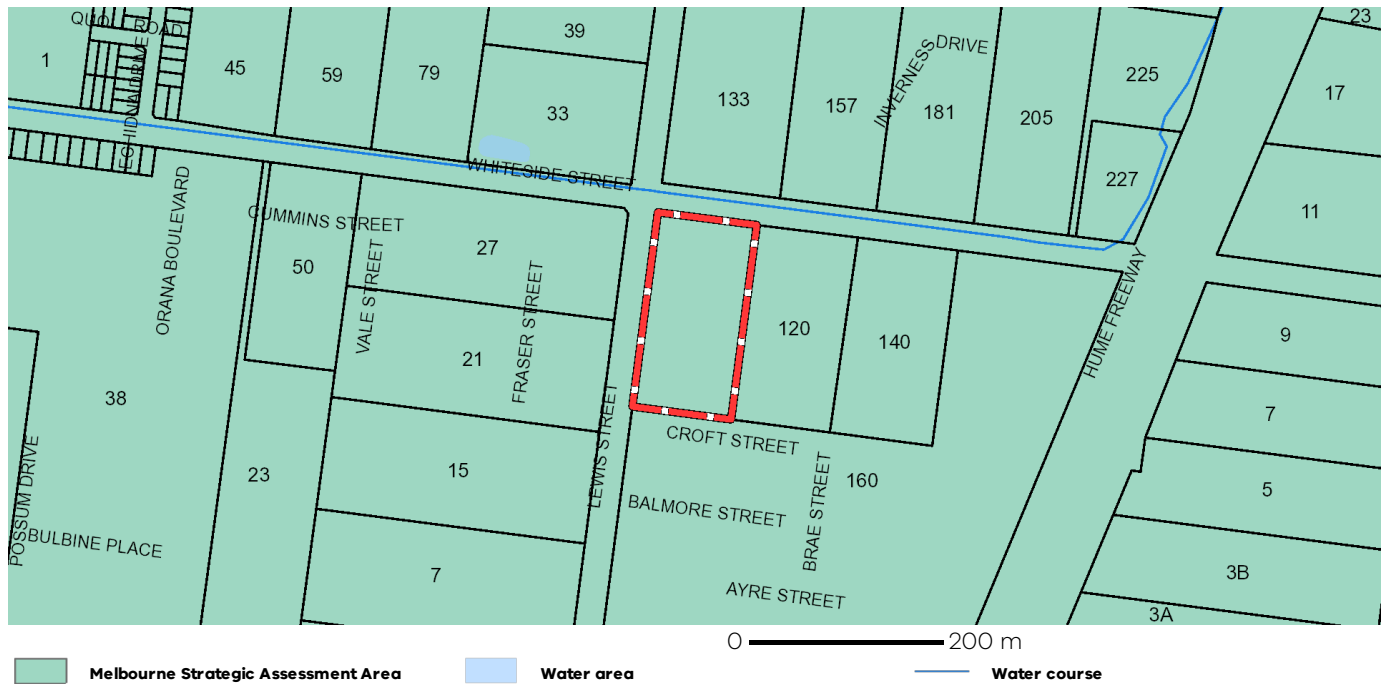 QUO
ROAD
39
23
DRIVE
1
45
59
79
225
17
133
33
157
INVERNESS
181
205
ECHIDNA DRIVE
WHITESIDE STREET
227
11
CUMMINS STREET
ORANA BOULEVARD
27
50
VALE STREET
FRASER STREET
120
140
HUME FREEWAY
9
21
38
7
LEWIS STREET
CROFT STREET
15
23
160
5
POSSUM DRIVE
BULBINE PLACE
BALMORE STREET
BRAE STREET
7
3B
AYRE STREET
3A
0 200 m
Melbourne Strategic Assessment Area
Water area
Water course